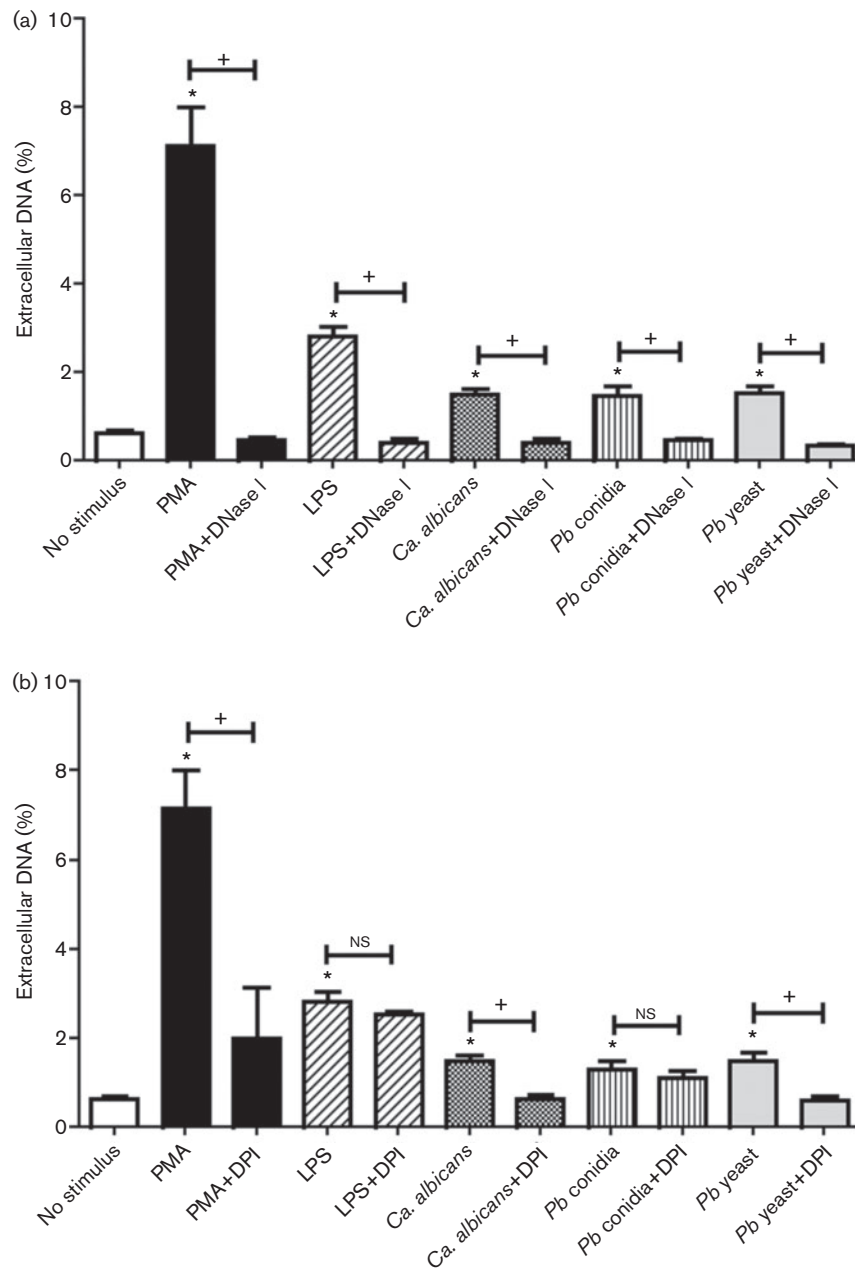 (a)
10
8
6
4
2
0
Extracellular DNA (%)
+
*
+
*
+
*
+
*
+
*
No stimulus
PMA
PMA+DNase I
LPS
LPS+DNase I
Ca. albicans
Ca. albicans+DNase I
Pb conidia
Pb conidia+DNase I
Pb yeast
Pb yeast+DNase I
(b)
10
8
6
4
2
0
Extracellular DNA (%)
+
*
NS
*
+
*
NS
*
+
*
No stimulus
PMA
PMA+DPI
LPS
LPS+DPI
Ca. albicans
Ca. albicans+DPI
Pb conidia
Pb conidia+DPI
Pb yeast
Pb yeast+DPI